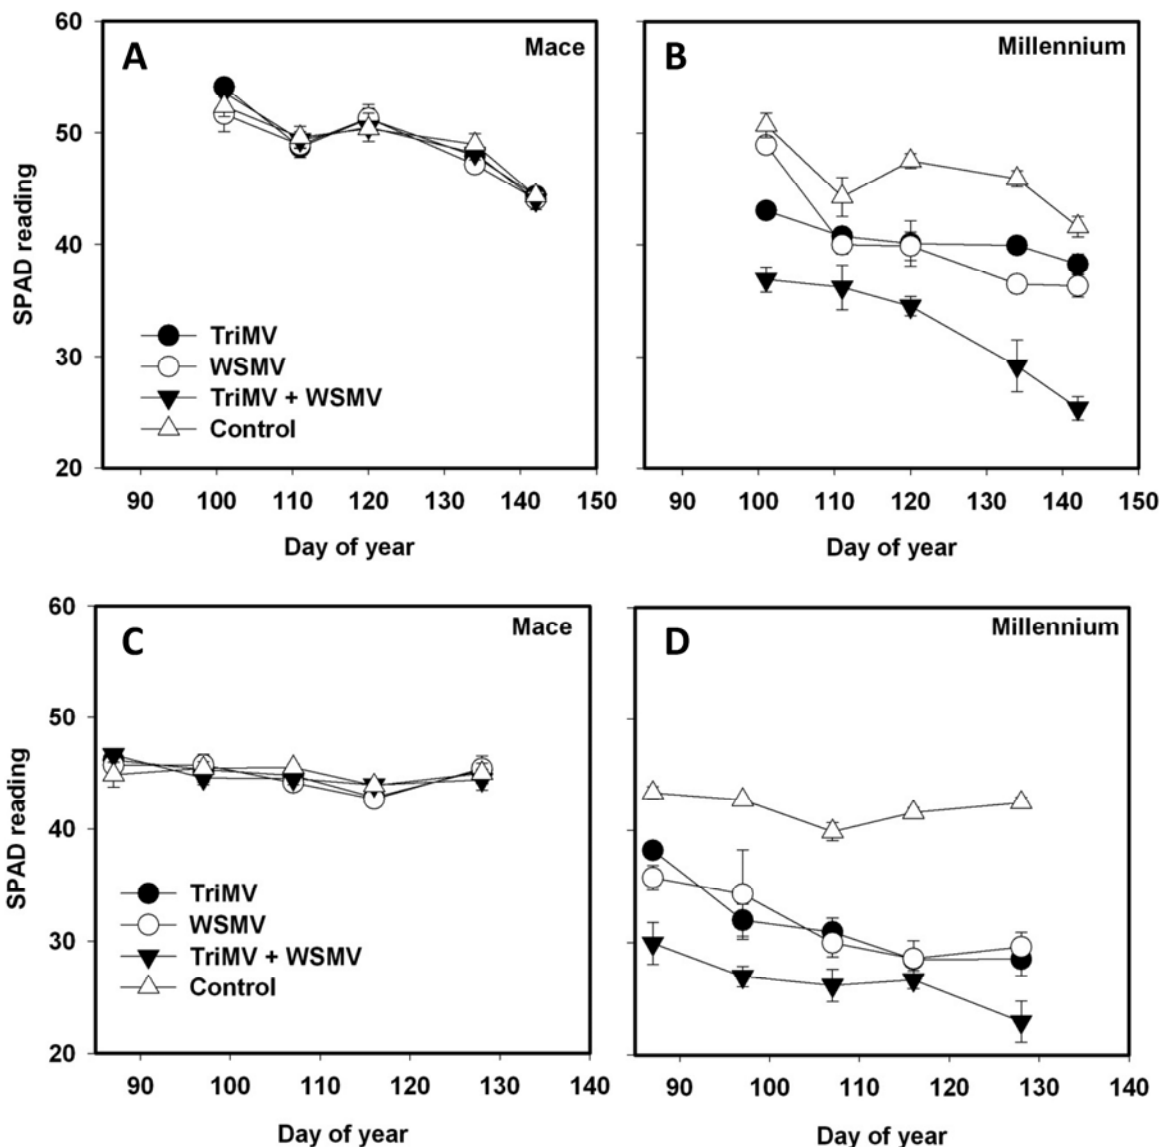 60
50
40
30
20
SPAD reading
A
Mace
TriMV
WSMV
TriMV + WSMV
Control
90 100 110 120 130 140 150
Day of year
B
Millennium
90 100 110 120 130 140 150
Day of year
60
50
40
30
20
SPAD reading
C
Mace
TriMV
WSMV
TriMV + WSMV
Control
90 100 110 120 130 140
Day of year
D
Millennium
90 100 110 120 130 140
Day of year